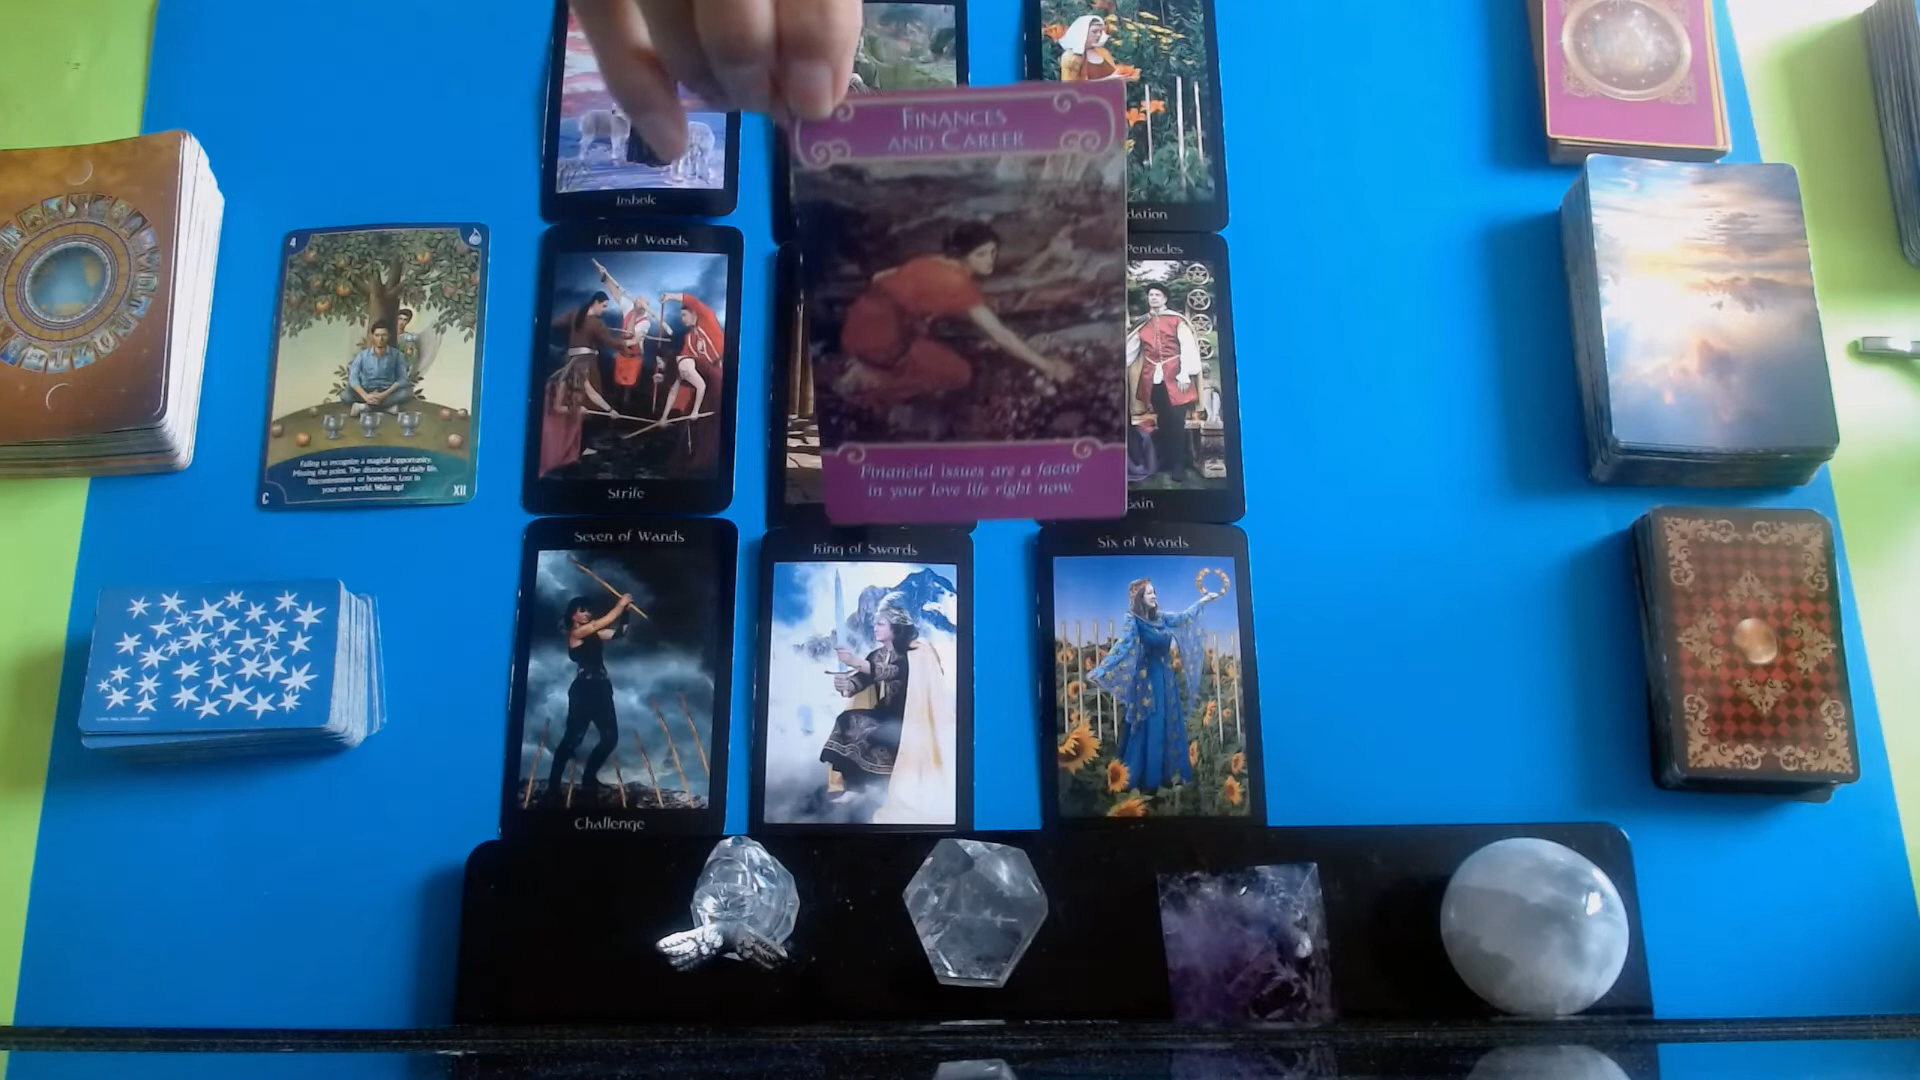 FINANCES
AND CAREER
Financial issues are a factor
in your love life right now.
Imbolc
dation
Five of Wands
Strife
Pentacles
ain
Seven of Wands
Challenge
King of Swords
Six of Wands
4
Failing to recognize a magical opportunity.
Missing the point. The distractions of daily life.
Discontentment or boredom. Lost in
your own world. Wake up!
C
XII